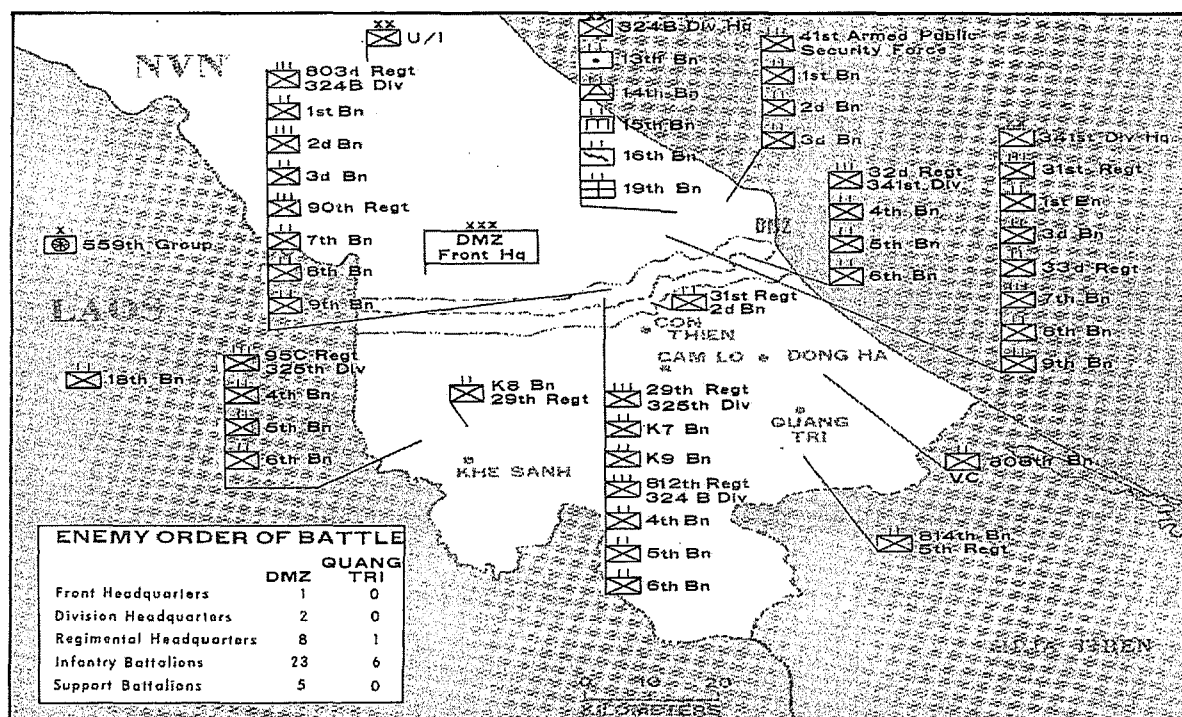 NVN
XX
U/I
803d Regt
324B Div
1st Bn
2d Bn
3d Bn
90th Regt
7th Bn
8th Bn
9th Bn
XXX
DMZ
Front Hq
XX
324B Div Hq
13th Bn
14th Bn
15th Bn
16th Bn
19th Bn
41st Armed Public
Security Force
1st Bn
2d Bn
3d Bn
32d Regt
341st Div
4th Bn
5th Bn
6th Bn
341st Div Hq
31st Regt
1st Bn
3d Bn
33d Regt
7th Bn
8th Bn
9th Bn
DMZ
X
559th Group
LAOS
18th Bn
95C Regt
325th Div
4th Bn
5th Bn
6th Bn
K8 Bn
29th Regt
KHE SANH
31st Regt
2d Bn
CON
THIEN
CAM LO
DONG HA
QUANG
TRI
29th Regt
325th Div
K7 Bn
K9 Bn
812th Regt
324 B Div
4th Bn
5th Bn
6th Bn
808th Bn
V.C
814th Bn
5th Regt
ENEMY ORDER OF BATTLE
DMZ QUANG TRI
Front Headquarters 1 0
Division Headquarters 2 0
Regimental Headquarters 8 1
Infantry Battalions 23 6
Support Battalions 5 0
0 10 20
KILOMETERS